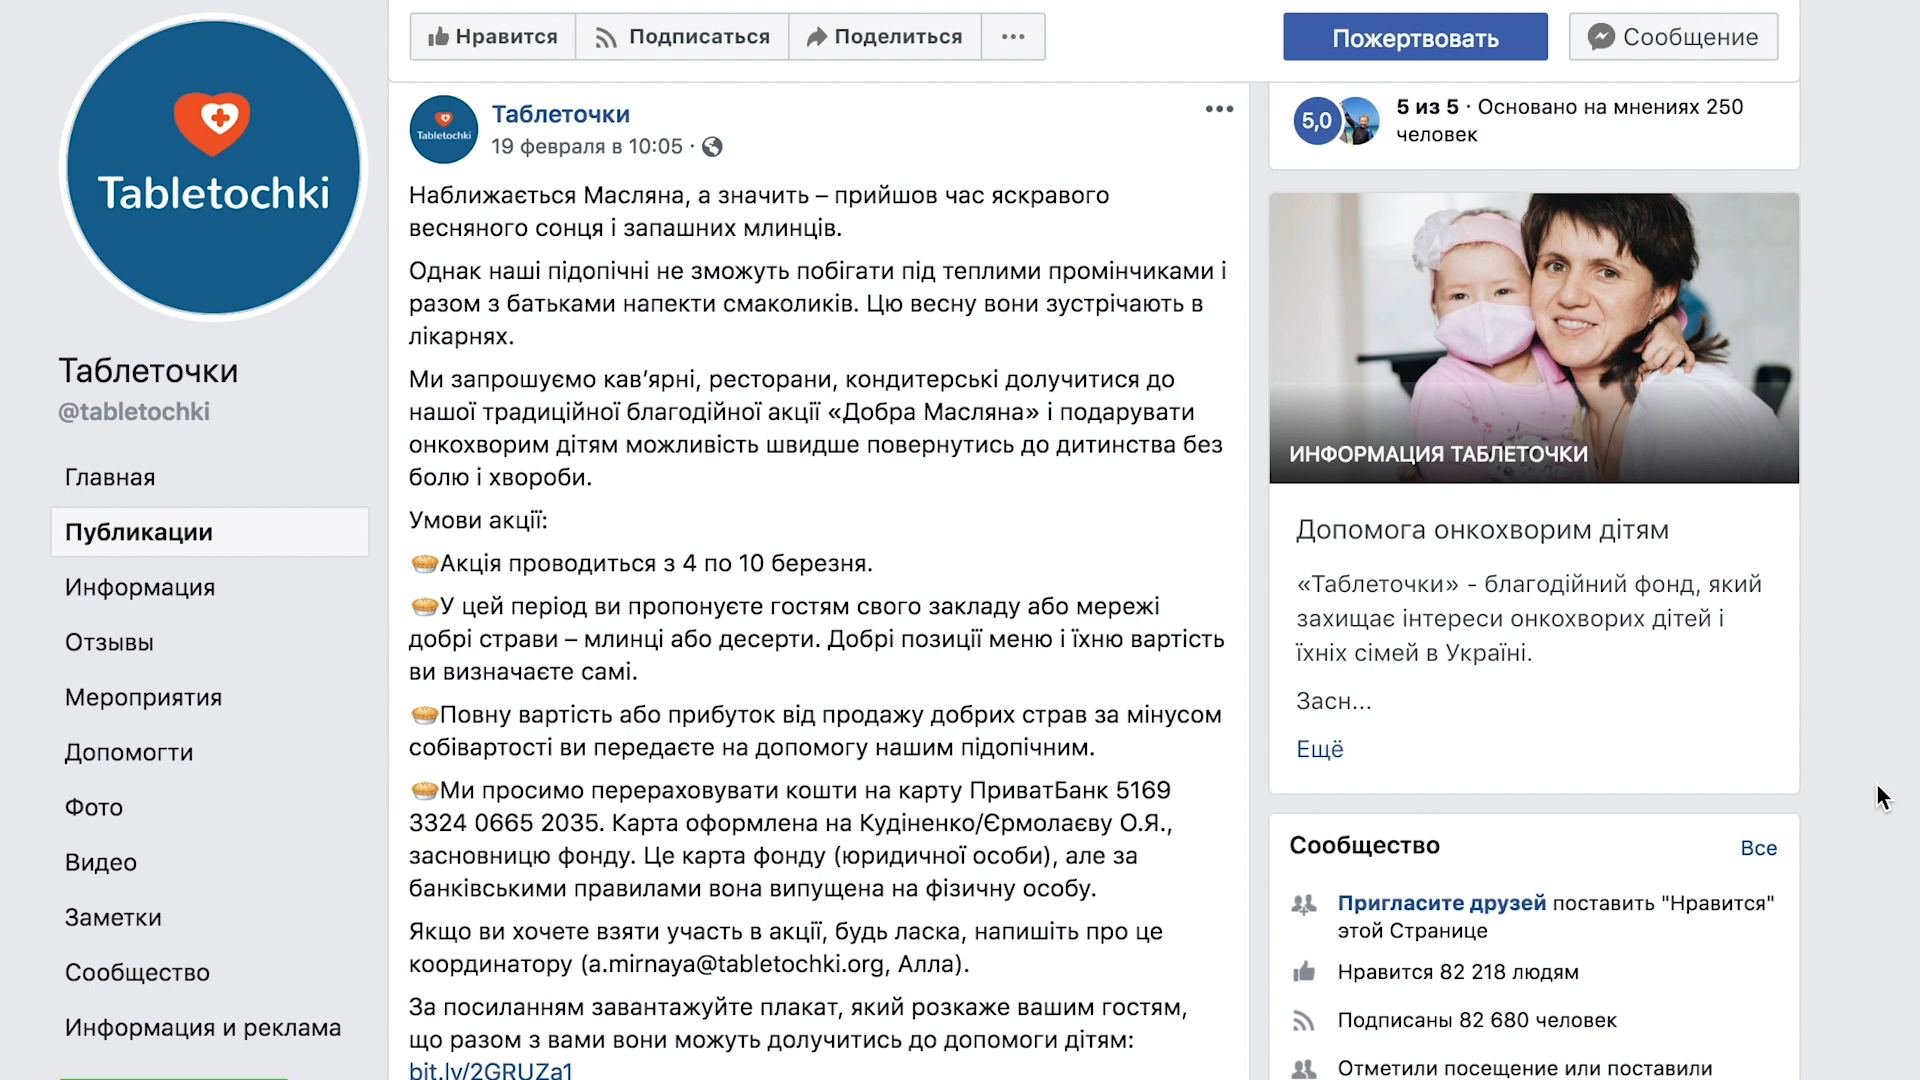 Tabletochki
Таблеточки
@tabletochki
Главная
Публикации
Информация
Отзывы
Мероприятия
Допомогти
Фото
Видео
Заметки
Сообщество
Информация и реклама
Нравится
Подписаться
Поделиться
Пожертвовать
Сообщение
Tabletochki
Таблеточки
19 февраля в 10:05 ·
Наближається Масляна, а значить – прийшов час яскравого
весняного сонця і запашних млинців.
Однак наші підопічні не зможуть побігати під теплими промінчиками і
разом з батьками напекти смаколиків. Цю весну вони зустрічають в
лікарнях.
Ми запрошуємо кав’ярні, ресторани, кондитерські долучитися до
нашої традиційної благодійної акції «Добра Масляна» і подарувати
онкохворим дітям можливість швидше повернутись до дитинства без
болю і хвороби.
Умови акції:
Акція проводиться з 4 по 10 березня.
У цей період ви пропонуєте гостям свого закладу або мережі
добрі страви – млинці або десерти. Добрі позиції меню і їхню вартість
ви визначаєте самі.
Повну вартість або прибуток від продажу добрих страв за мінусом
собівартості ви передаєте на допомогу нашим підопічним.
Ми просимо перераховувати кошти на карту ПриватБанк 5169
3324 0665 2035. Карта оформлена на Кудіненко/Єрмолаєву О.Я.,
засновницю фонду. Це карта фонду (юридичної особи), але за
банківськими правилами вона випущена на фізичну особу.
Якщо ви хочете взяти участь в акції, будь ласка, напишіть про це
координатору (a.mirnaya@tabletochki.org, Алла).
За посиланням завантажуйте плакат, який розкаже вашим гостям,
що разом з вами вони можуть долучитись до допомоги дітям:
bit.ly/2GRUZa1
5,0
5 из 5 · Основано на мнениях 250
человек
ИНФОРМАЦИЯ ТАБЛЕТОЧКИ
Допомога онкохворим дітям
«Таблеточки» - благодійний фонд, який
захищає інтереси онкохворих дітей і
їхніх сімей в Україні.
Засн...
Ещё
Сообщество
Все
Пригласите друзей поставить "Нравится"
этой Странице
Нравится 82 218 людям
Подписаны 82 680 человек
Отметили посещение или поставили